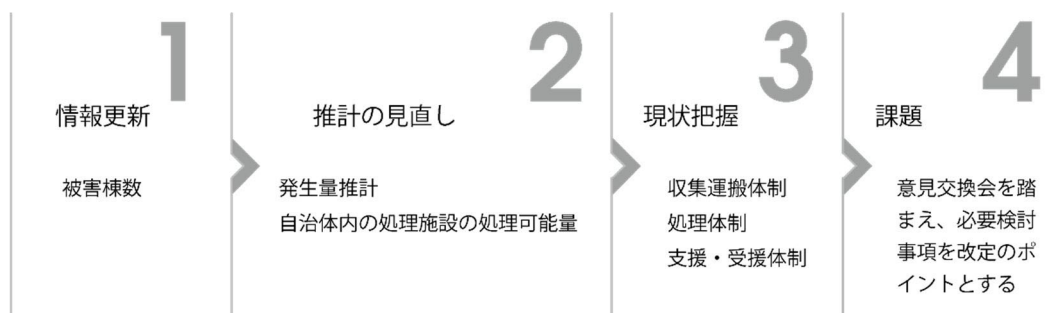 1
情報更新
被害棟数
2
推計の見直し
発生量推計
自治体内の処理施設の処理可能量
3
現状把握
収集運搬体制
処理体制
支援・受援体制
4
課題
意見交換会を踏
まえ、必要検討
事項を改定のポ
イントとする